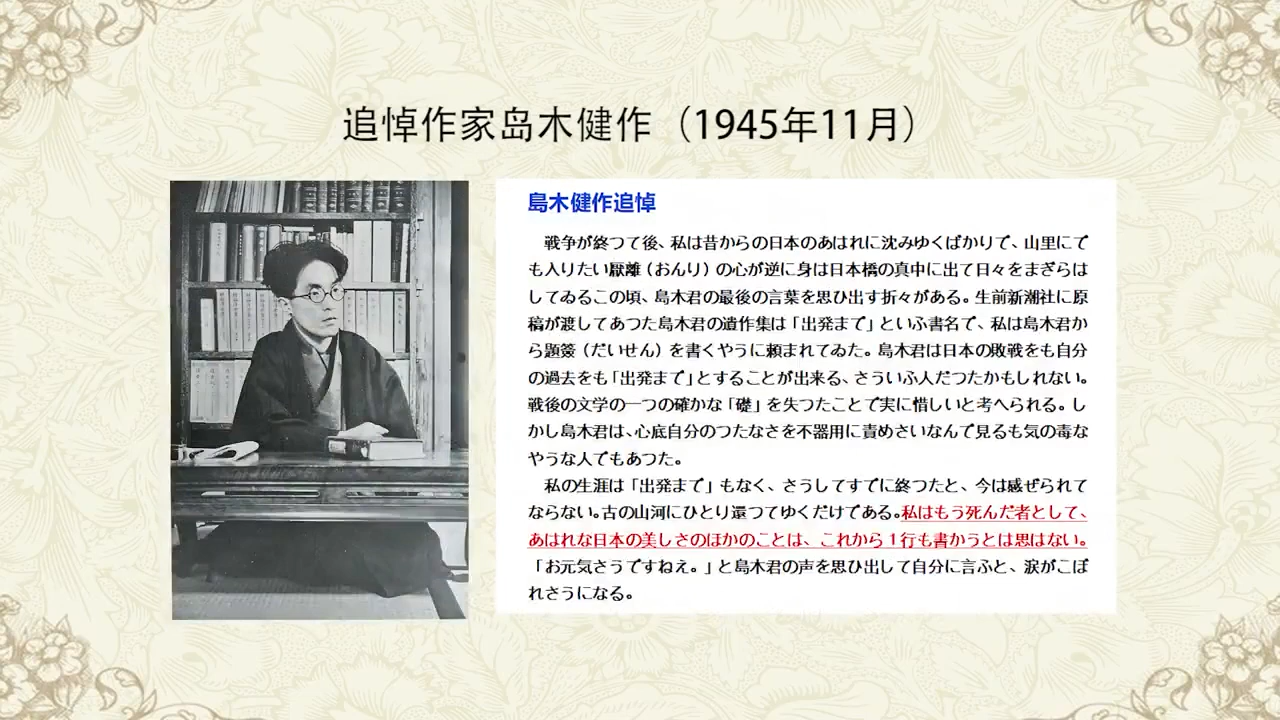 追悼作家岛木健作（1945年11月）
島木健作追悼
戦争が終つて後、私は昔からの日本のあはれに沈みゆくばかりで、山里にで
も入りたい厭離（おんり）の心が逆に身は日本橋の真中に出て日々をまぎらは
してゐるこの頃、島木君の最後の言葉を思ひ出す折々がある。生前新潮社に原
稿が渡してあつた島木君の遺作集は「出発まで」といふ書名で、私は島木君か
ら題簽（だいせん）を書くやうに頼まれてゐた。島木君は日本の敗戦をも自分
の過去をも「出発まで」とすることが出来る、さういふ人だつたかもしれない。
戦後の文学の一つの確かな「礎」を失つたことで実に惜しいと考へられる。し
かし島木君は、心底自分のつたなさを不器用に責めさいなんで見るも気の毒な
やうな人でもあつた。
私の生涯は「出発まで」もなく、さうしてすでに終つたと、今は感ぜられて
ならない。古の山河にひとり還つてゆくだけである。私はもう死んだ者として、
あはれな日本の美しさのほかのことは、これから１行も書かうとは思はない。
「お元気さうですねえ。」と島木君の声を思ひ出して自分に言ふと、涙がこぼ
れさうになる。